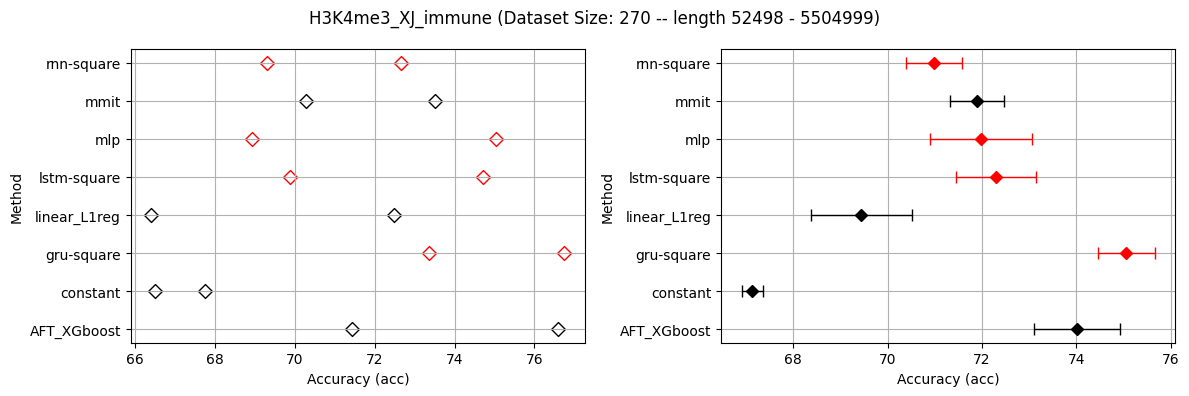 H3K4me3_XJ_immune (Dataset Size: 270 -- length 52498 - 5504999)
Method
rnn-square
mmit
mlp
lstm-square
linear_L1reg
gru-square
constant
AFT_XGboost
66 68 70 72 74 76
Accuracy (acc)
Method
rnn-square
mmit
mlp
lstm-square
linear_L1reg
gru-square
constant
AFT_XGboost
68 70 72 74 76
Accuracy (acc)